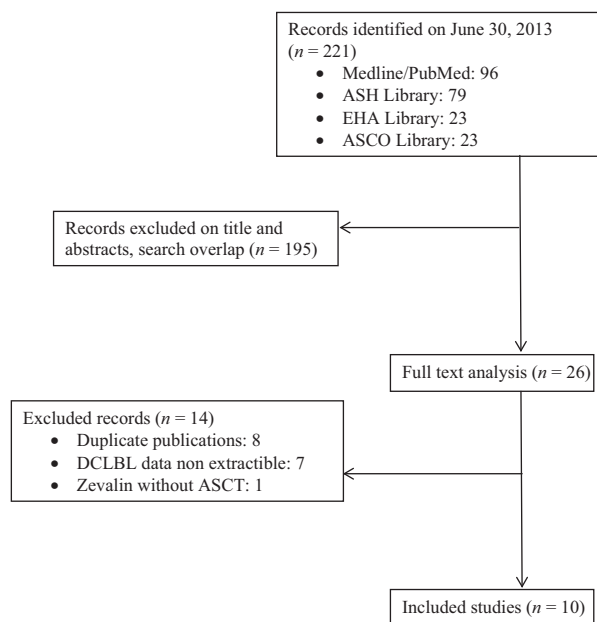 Records identified on June 30, 2013
(n = 221)
• Medline/PubMed: 96
• ASH Library: 79
• EHA Library: 23
• ASCO Library: 23
Records excluded on title and
abstracts, search overlap (n = 195)
Full text analysis (n = 26)
Excluded records (n = 14)
• Duplicate publications: 8
• DCLBL data non extractible: 7
• Zevalin without ASCT: 1
Included studies (n = 10)